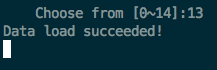 Choose from [0~14]:13
Data load succeeded!